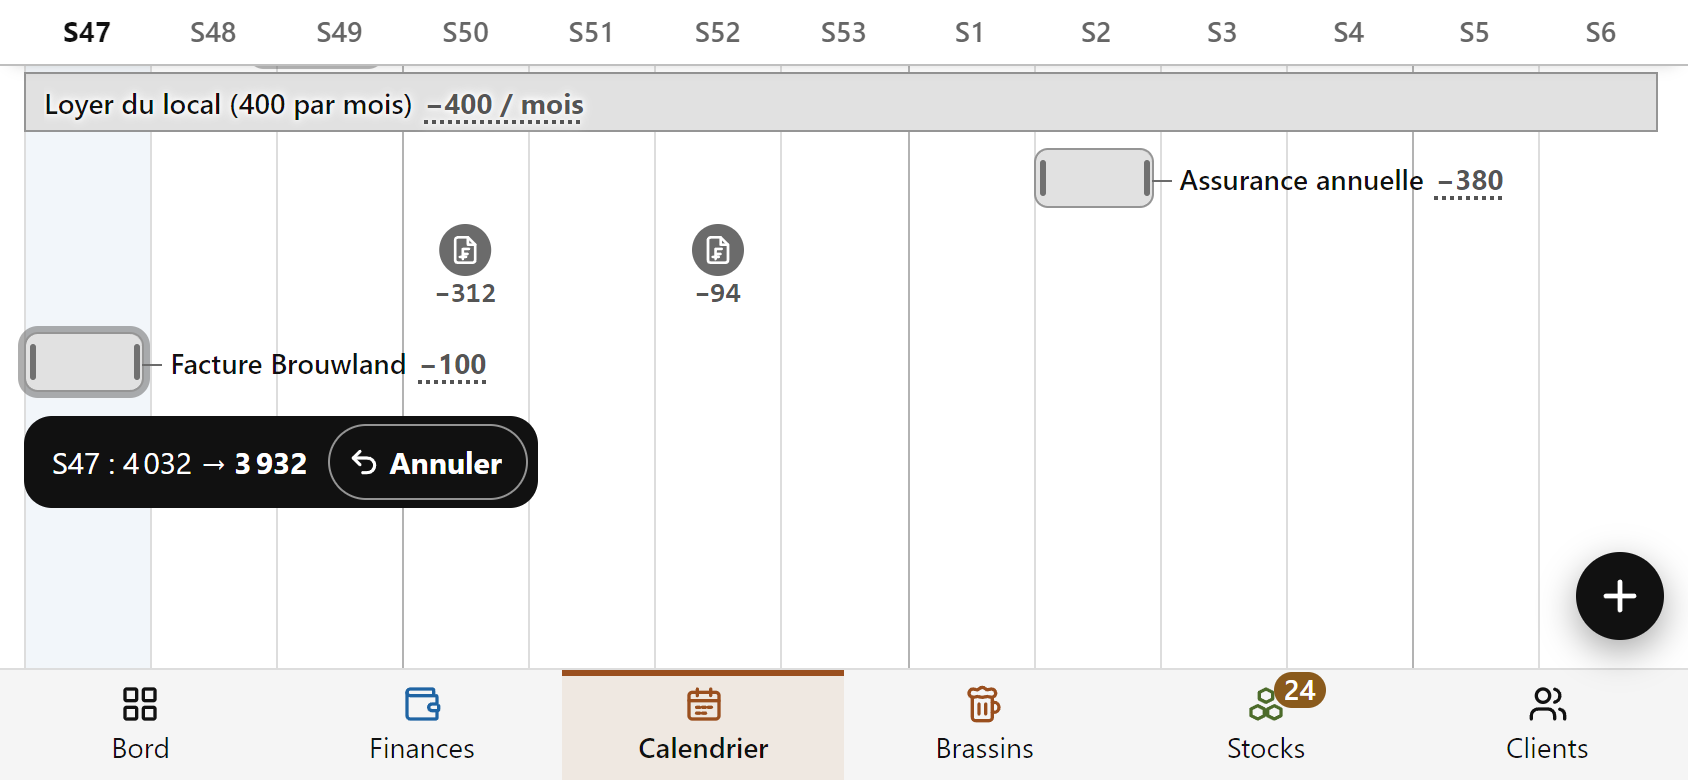 S47 S48 S49 S50 S51 S52 S53 S1 S2 S3 S4 S5 S6
Loyer du local (400 par mois) −400 / mois
Assurance annuelle −380
−312 −94
Facture Brouwland −100
S47 : 4 032 → 3 932 Annuler
24
Bord Finances Calendrier Brassins Stocks Clients